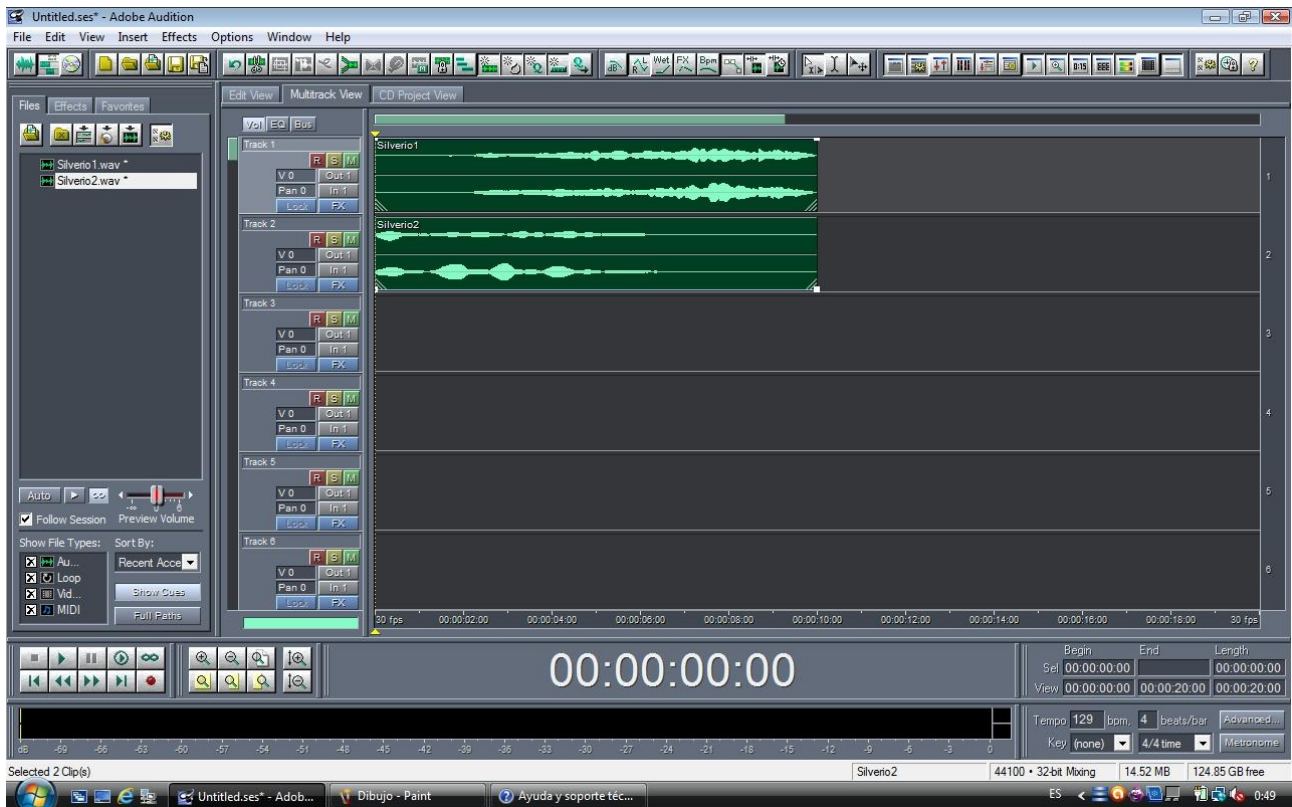 Untitled.ses* - Adobe Audition
File Edit View Insert Effects Options Window Help
Wet FX Bpm
Files Effects Favorites
Edit View Multitrack View CD Project View
Vol EQ Bus
Silverio1.wav *
Silverio2.wav *
Track 1
R S M
V 0 Out 1
Pan 0 In 1
Lock FX
Silverio1
1
Track 2
R S M
V 0 Out 1
Pan 0 In 1
Lock FX
Silverio2
2
Track 3
R S M
V 0 Out 1
Pan 0 In 1
Lock FX
3
Track 4
R S M
V 0 Out 1
Pan 0 In 1
Lock FX
4
Track 5
R S M
V 0 Out 1
Pan 0 In 1
Lock FX
5
Track 6
R S M
V 0 Out 1
Pan 0 In 1
Lock FX
6
Auto
Follow Session Preview Volume
Show File Types: Sort By:
Au... Recent Acce
Loop
Vid... Show Cues
MIDI Full Paths
30 fps 00:00:02:00 00:00:04:00 00:00:06:00 00:00:08:00 00:00:10:00 00:00:12:00 00:00:14:00 00:00:16:00 00:00:18:00 30 fps
00:00:00:00
Begin End Length
Sel 00:00:00:00 00:00:00:00
View 00:00:00:00 00:00:20:00 00:00:20:00
dB -69 -66 -63 -60 -57 -54 -51 -48 -45 -42 -39 -36 -33 -30 -27 -24 -21 -18 -15 -12 -9 -6 -3 0
Tempo 129 bpm, 4 beats/bar Advanced...
Key (none) 4/4 time Metronome
Selected 2 Clip(s) Silverio2 44100 • 32-bit Mixing 14.52 MB 124.85 GB free
Untitled.ses* - Adob... Dibujo - Paint Ayuda y soporte téc... ES 0:49